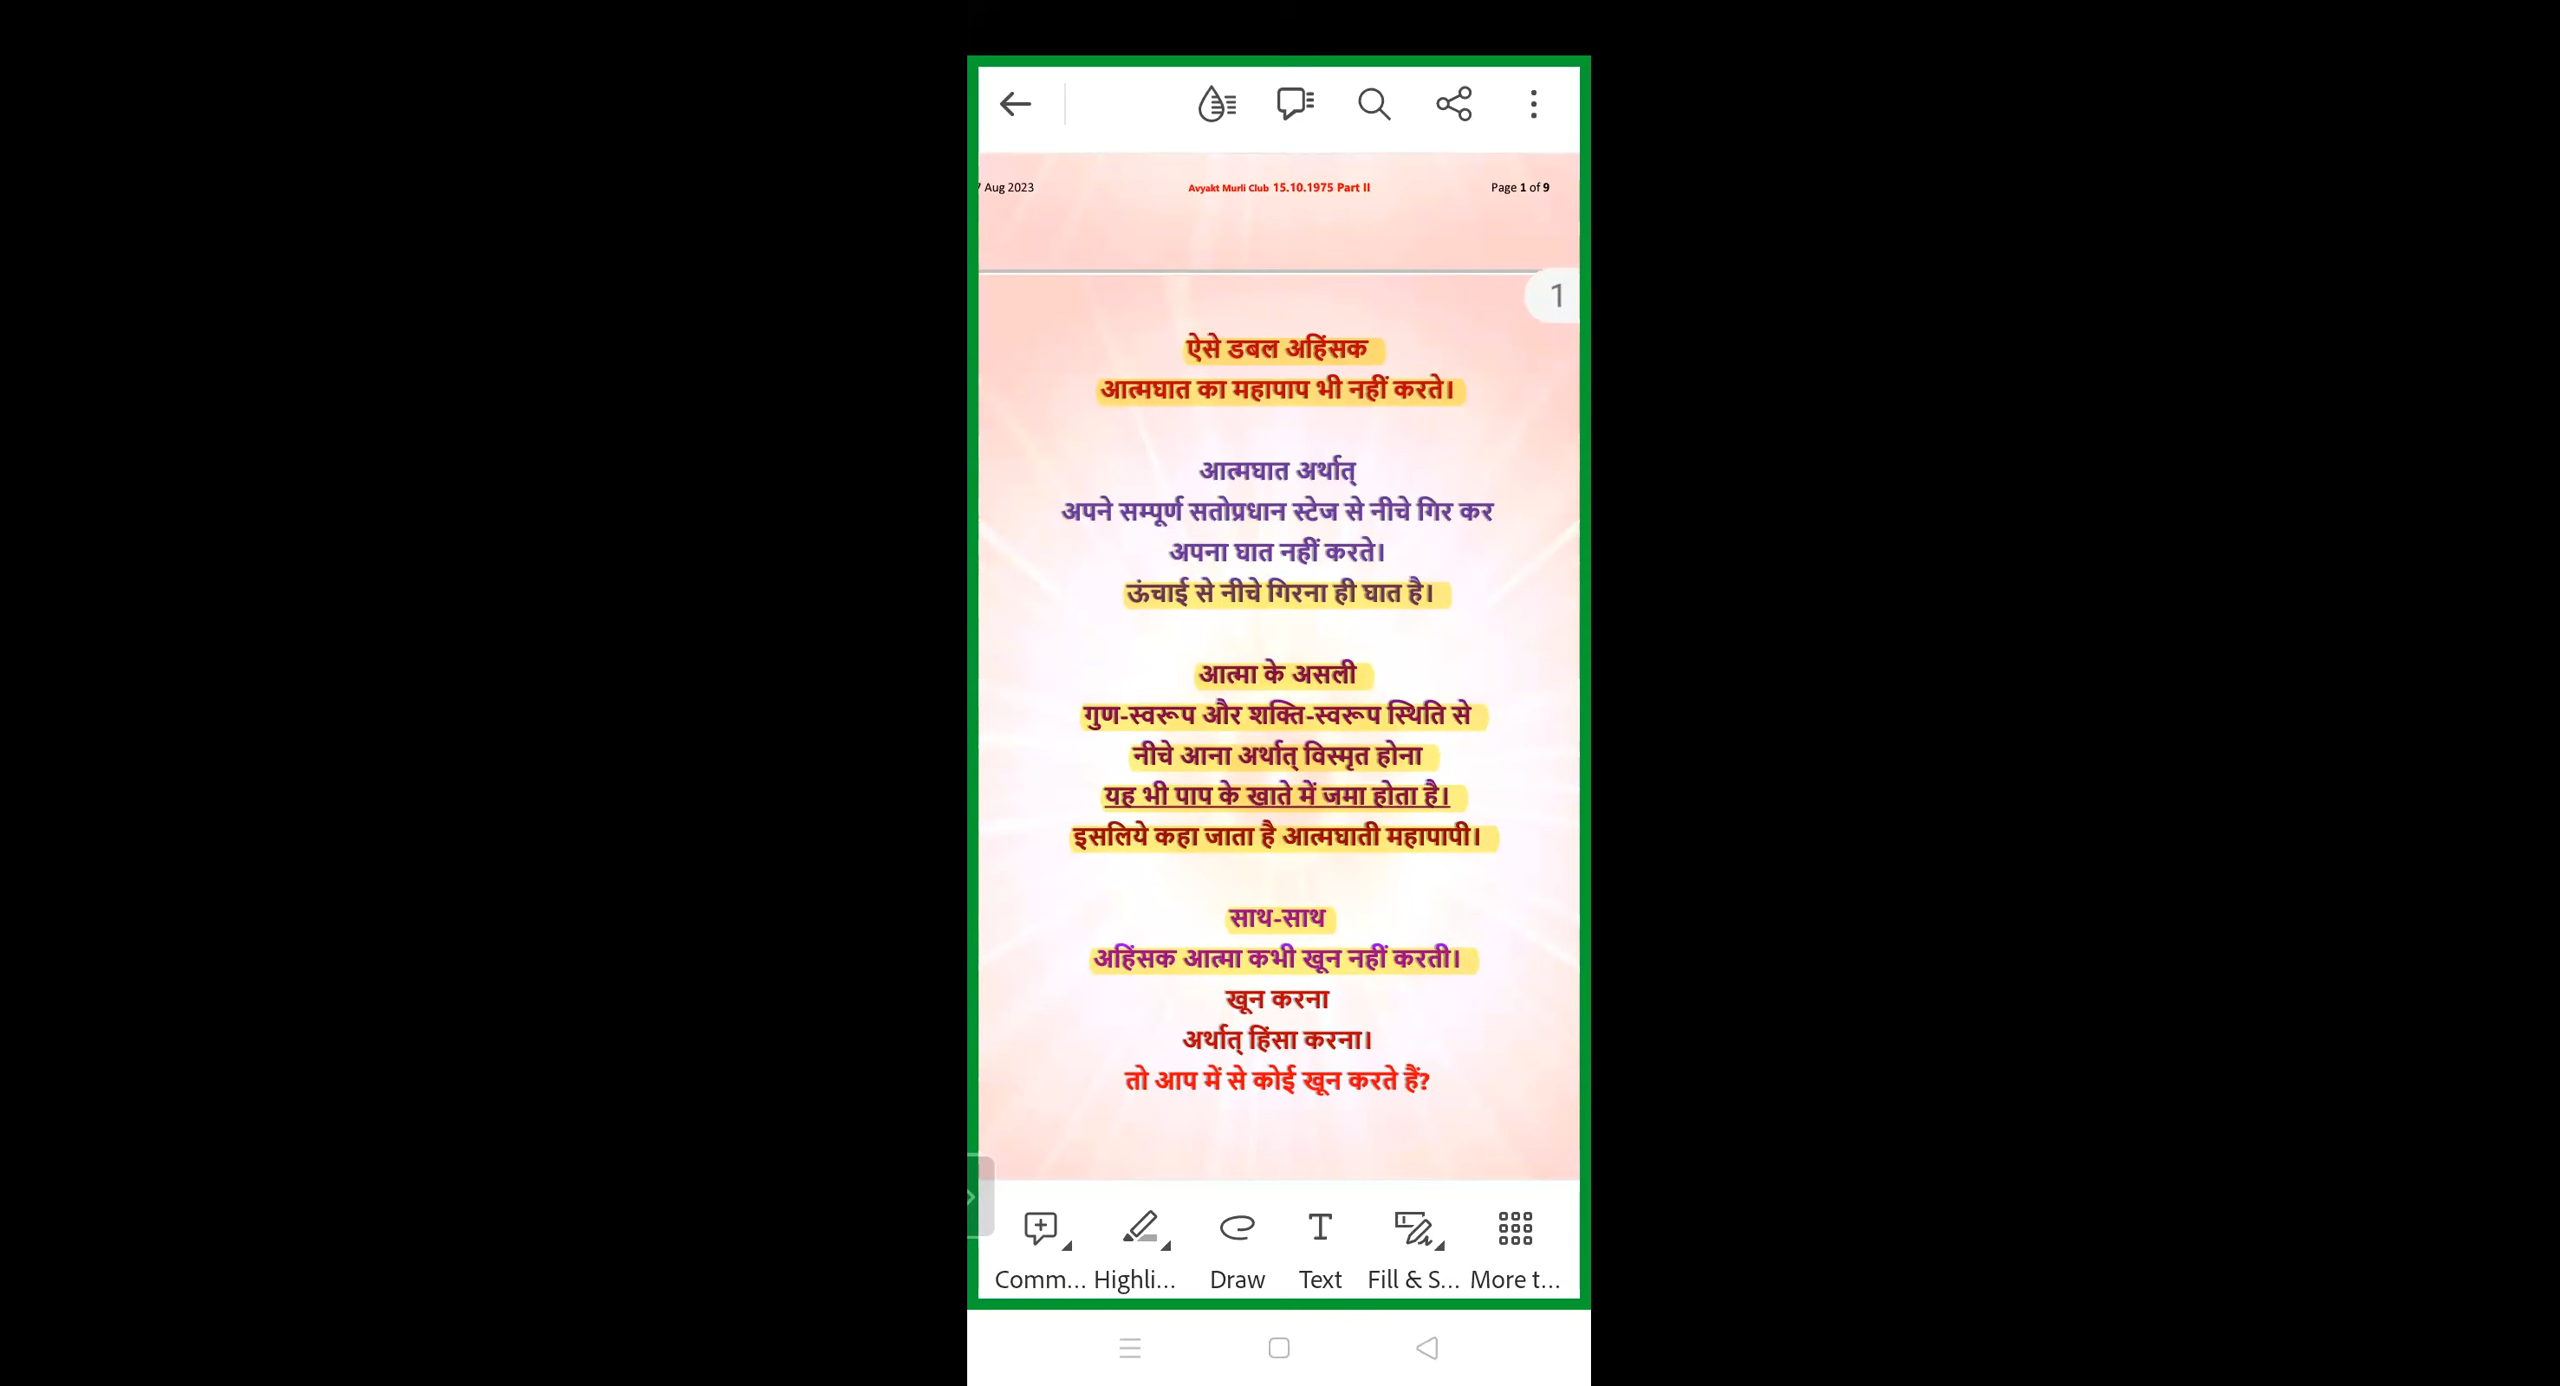 7 Aug 2023 Avyakt Murli Club 15.10.1975 Part II Page 1 of 9
1
ऐसे डबल अहिंसक
आत्मघात का महापाप भी नहीं करते।
आत्मघात अर्थात्
अपने सम्पूर्ण सतोप्रधान स्टेज से नीचे गिर कर
अपना घात नहीं करते।
ऊंचाई से नीचे गिरना ही घात है।
आत्मा के असली
गुण-स्वरूप और शक्ति-स्वरूप स्थिति से
नीचे आना अर्थात् विस्मृत होना
यह भी पाप के खाते में जमा होता है।
इसलिये कहा जाता है आत्मघाती महापापी।
साथ-साथ
अहिंसक आत्मा कभी खून नहीं करती।
खून करना
अर्थात् हिंसा करना।
तो आप में से कोई खून करते हैं?
Comm... Highli... Draw Text Fill & S... More t...